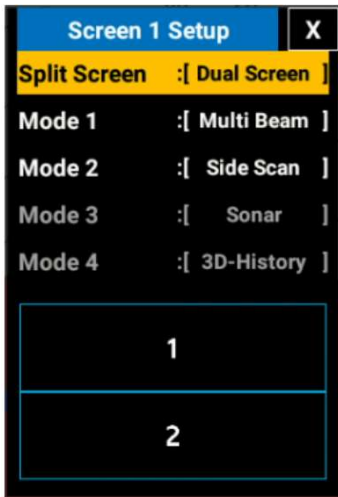 Screen 1 Setup X
Split Screen :[ Dual Screen ]
Mode 1 :[ Multi Beam ]
Mode 2 :[ Side Scan ]
Mode 3 :[ Sonar ]
Mode 4 :[ 3D-History ]
1
2